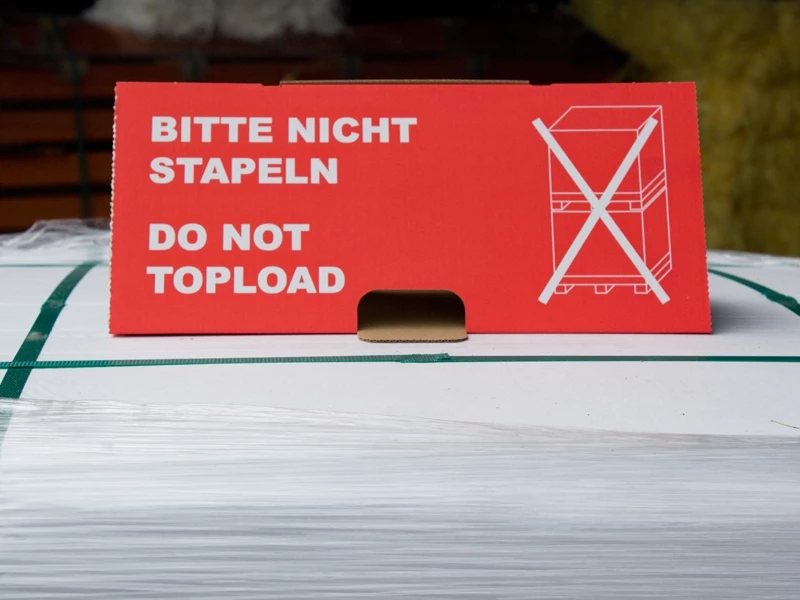 BITTE NICHT
STAPELN
DO NOT
TOPLOAD